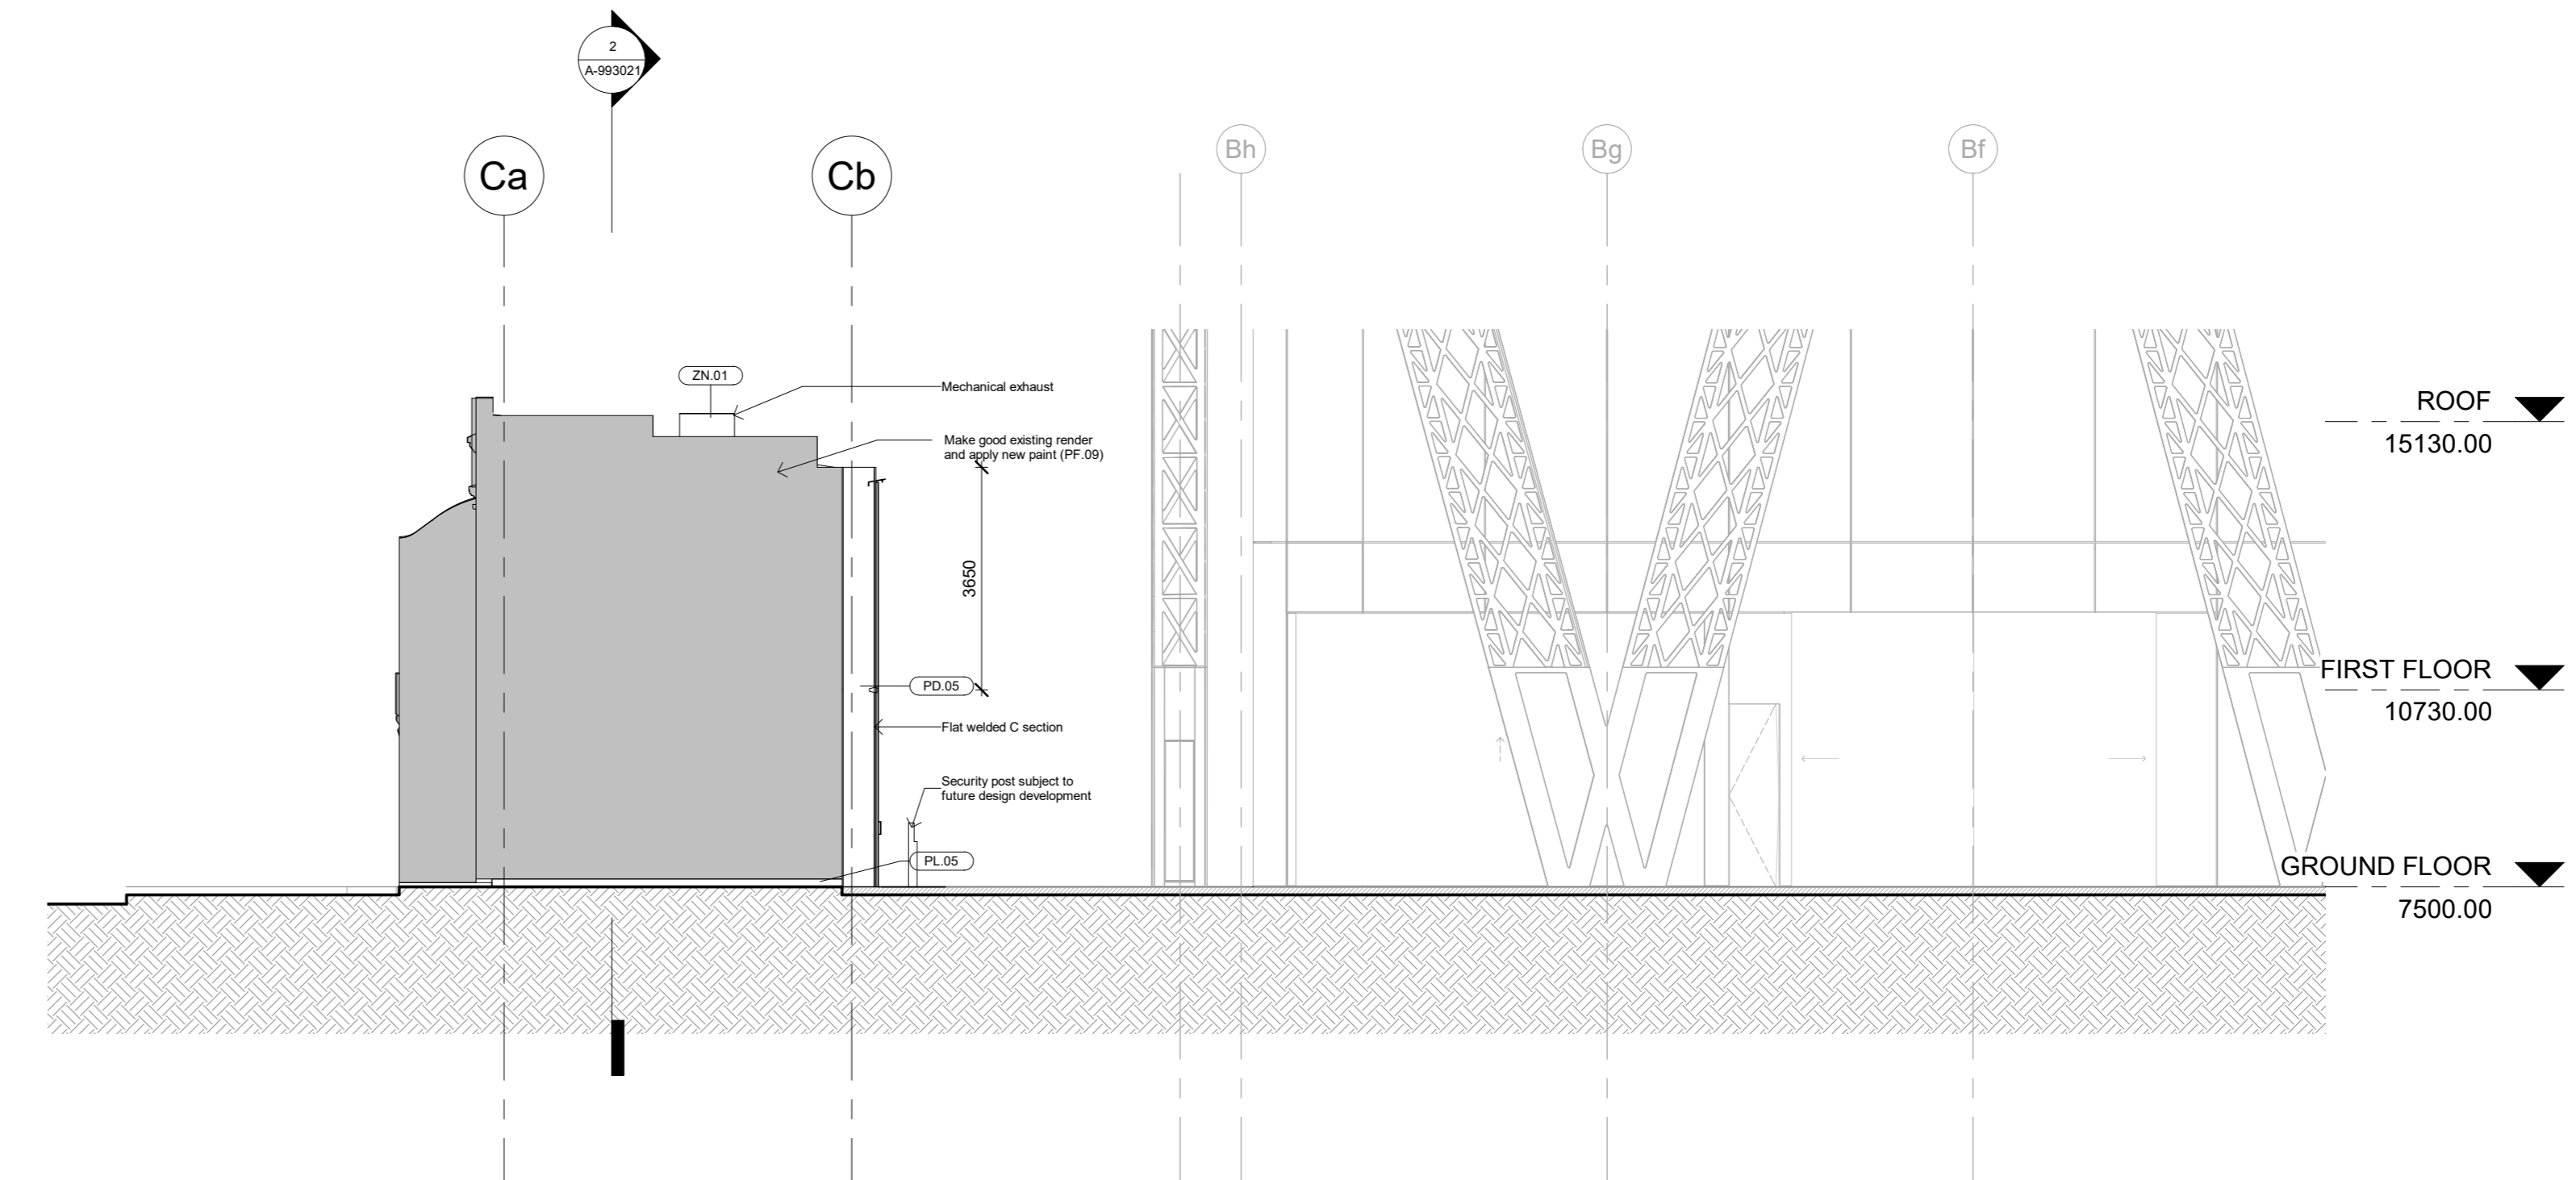 2
A-993021
Ca
Cb
Bh
Bg
Bf
ZN.01
Mechanical exhaust
Make good existing render
and apply new paint (PF.09)
3650
PD.05
Flat welded C section
Security post subject to
future design development
PL.05
ROOF
15130.00
FIRST FLOOR
10730.00
GROUND FLOOR
7500.00